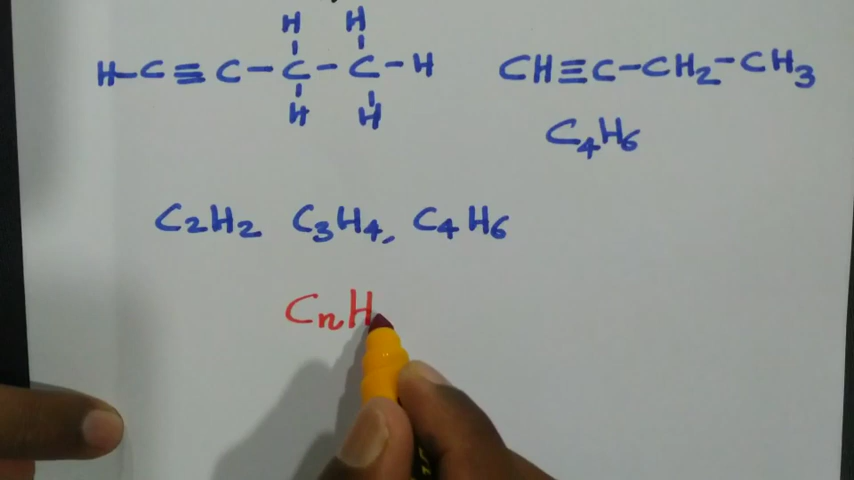 H H
H-C≡C-C-C-H CH≡C-CH₂-CH₃
H H
C₄H₆
C₂H₂ C₃H₄, C₄H₆
CₙH